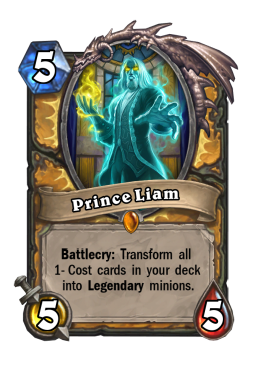 5
Prince Liam
Battlecry: Transform all
1- Cost cards in your deck
into Legendary minions.
5
5